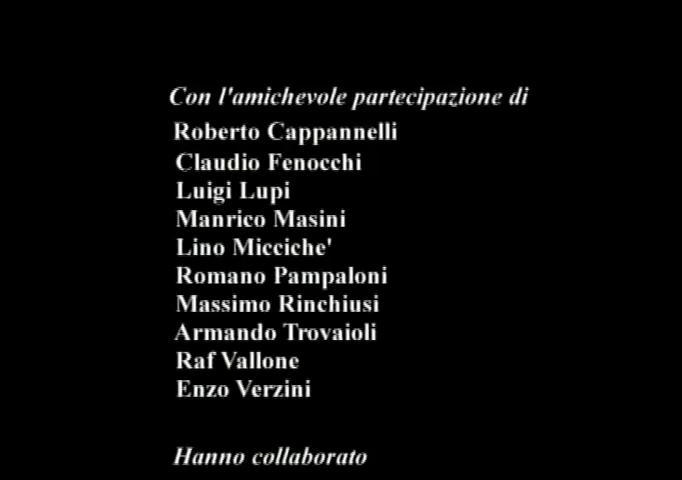 Con l'amichevole partecipazione di
Roberto Cappannelli
Claudio Fenocchi
Luigi Lupi
Manrico Masini
Lino Micciche'
Romano Pampaloni
Massimo Rinchiusi
Armando Trovaioli
Raf Vallone
Enzo Verzini
Hanno collaborato